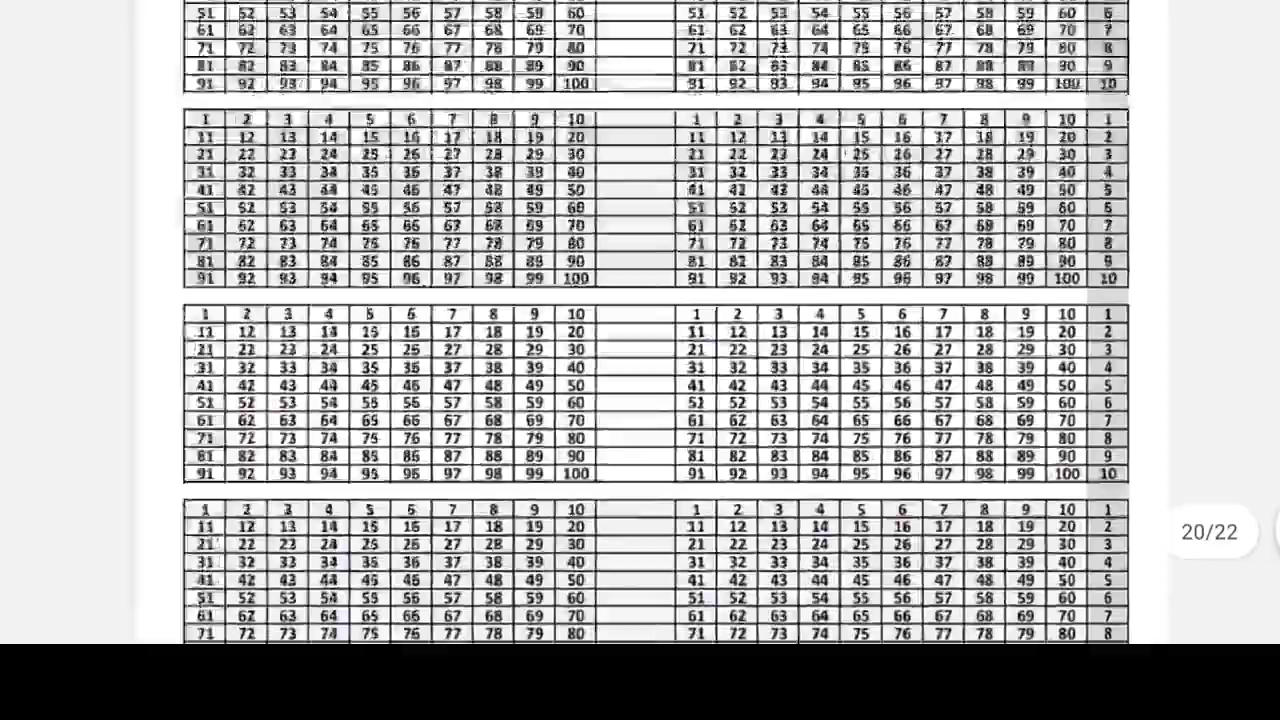 51 52 53 54 55 56 57 58 59 60 51 52 53 54 55 56 57 58 59 60 6
61 62 63 64 65 66 67 68 69 70 61 62 63 64 65 66 67 68 69 70 7
71 72 73 74 75 76 77 78 79 80 71 72 73 74 75 76 77 78 79 80 8
81 82 83 84 85 86 87 88 89 90 81 82 83 84 85 86 87 88 89 90 9
91 92 93 94 95 96 97 98 99 100 91 92 93 94 95 96 97 98 99 100 10
1 2 3 4 5 6 7 8 9 10 1 2 3 4 5 6 7 8 9 10 1
11 12 13 14 15 16 17 18 19 20 11 12 13 14 15 16 17 18 19 20 2
21 22 23 24 25 26 27 28 29 30 21 22 23 24 25 26 27 28 29 30 3
31 32 33 34 35 36 37 38 39 40 31 32 33 34 35 36 37 38 39 40 4
41 42 43 44 45 46 47 48 49 50 41 42 43 44 45 46 47 48 49 50 5
51 52 53 54 55 56 57 58 59 60 51 52 53 54 55 56 57 58 59 60 6
61 62 63 64 65 66 67 68 69 70 61 62 63 64 65 66 67 68 69 70 7
71 72 73 74 75 76 77 78 79 80 71 72 73 74 75 76 77 78 79 80 8
81 82 83 84 85 86 87 88 89 90 81 82 83 84 85 86 87 88 89 90 9
91 92 93 94 95 96 97 98 99 100 91 92 93 94 95 96 97 98 99 100 10
1 2 3 4 5 6 7 8 9 10 1 2 3 4 5 6 7 8 9 10 1
11 12 13 14 15 16 17 18 19 20 11 12 13 14 15 16 17 18 19 20 2
21 22 23 24 25 26 27 28 29 30 21 22 23 24 25 26 27 28 29 30 3
31 32 33 34 35 36 37 38 39 40 31 32 33 34 35 36 37 38 39 40 4
41 42 43 44 45 46 47 48 49 50 41 42 43 44 45 46 47 48 49 50 5
51 52 53 54 55 56 57 58 59 60 51 52 53 54 55 56 57 58 59 60 6
61 62 63 64 65 66 67 68 69 70 61 62 63 64 65 66 67 68 69 70 7
71 72 73 74 75 76 77 78 79 80 71 72 73 74 75 76 77 78 79 80 8
81 82 83 84 85 86 87 88 89 90 81 82 83 84 85 86 87 88 89 90 9
91 92 93 94 95 96 97 98 99 100 91 92 93 94 95 96 97 98 99 100 10
1 2 3 4 5 6 7 8 9 10 1 2 3 4 5 6 7 8 9 10 1
11 12 13 14 15 16 17 18 19 20 11 12 13 14 15 16 17 18 19 20 2
21 22 23 24 25 26 27 28 29 30 21 22 23 24 25 26 27 28 29 30 3
31 32 33 34 35 36 37 38 39 40 31 32 33 34 35 36 37 38 39 40 4
41 42 43 44 45 46 47 48 49 50 41 42 43 44 45 46 47 48 49 50 5
51 52 53 54 55 56 57 58 59 60 51 52 53 54 55 56 57 58 59 60 6
61 62 63 64 65 66 67 68 69 70 61 62 63 64 65 66 67 68 69 70 7
71 72 73 74 75 76 77 78 79 80 71 72 73 74 75 76 77 78 79 80 8
20/22